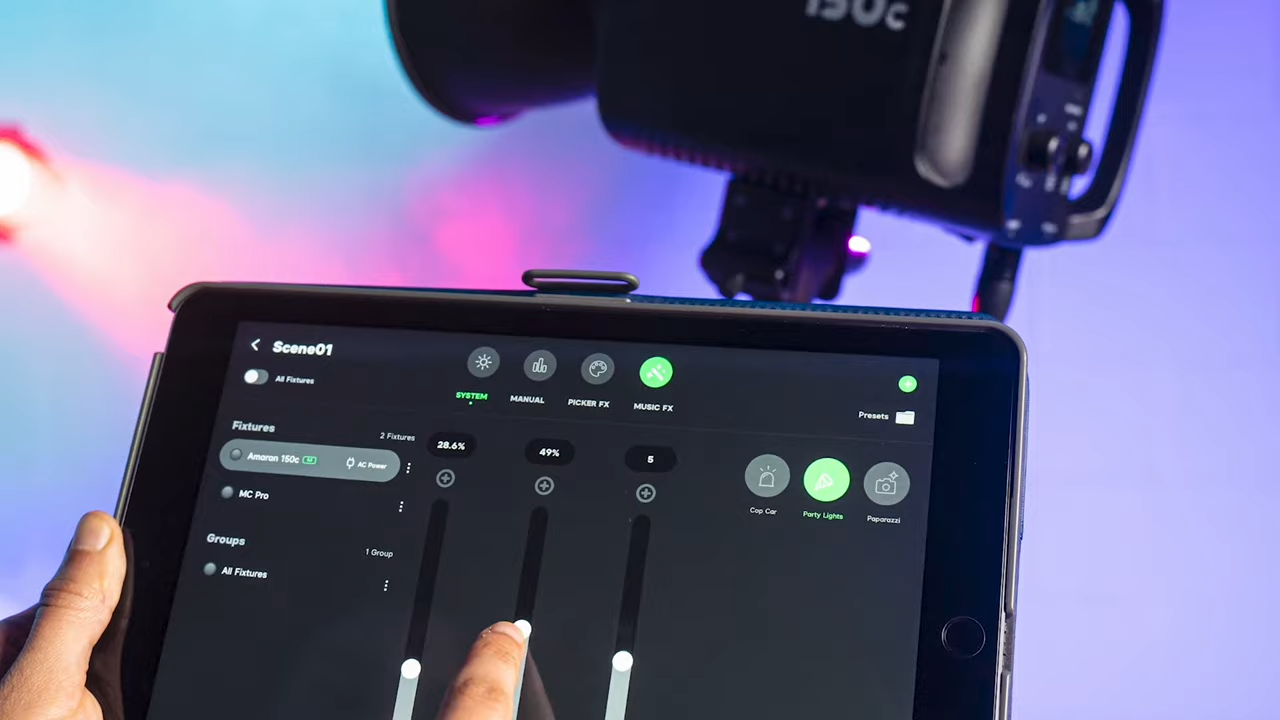 150c
Scene01
All Fixtures
SYSTEM
MANUAL
PICKER FX
MUSIC FX
Presets
Fixtures
2 Fixtures
Amaran 150c
AC Power
MC Pro
Groups
1 Group
All Fixtures
28.6%
49%
5
Cop Car
Party Lights
Paparazzi